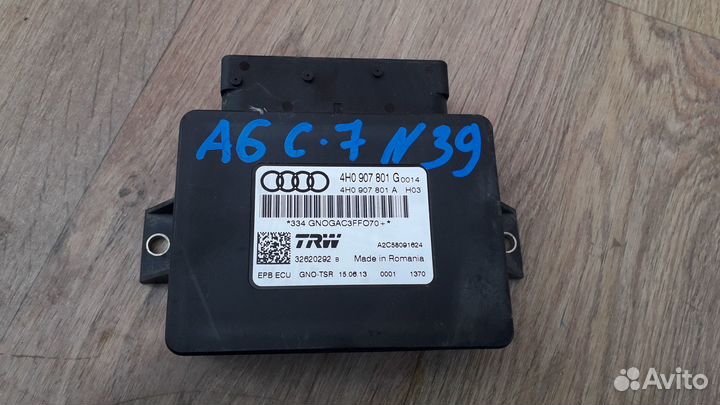 A6 C.7 N39
4H0 907 801 G 0014
4H0 907 801 A H03
*334 GNOGAC3FFO70+*
TRW
A2C58091624
32620292 B Made in Romania
EPB ECU GNO-TSR 15.06.13 0001 1370
Avito